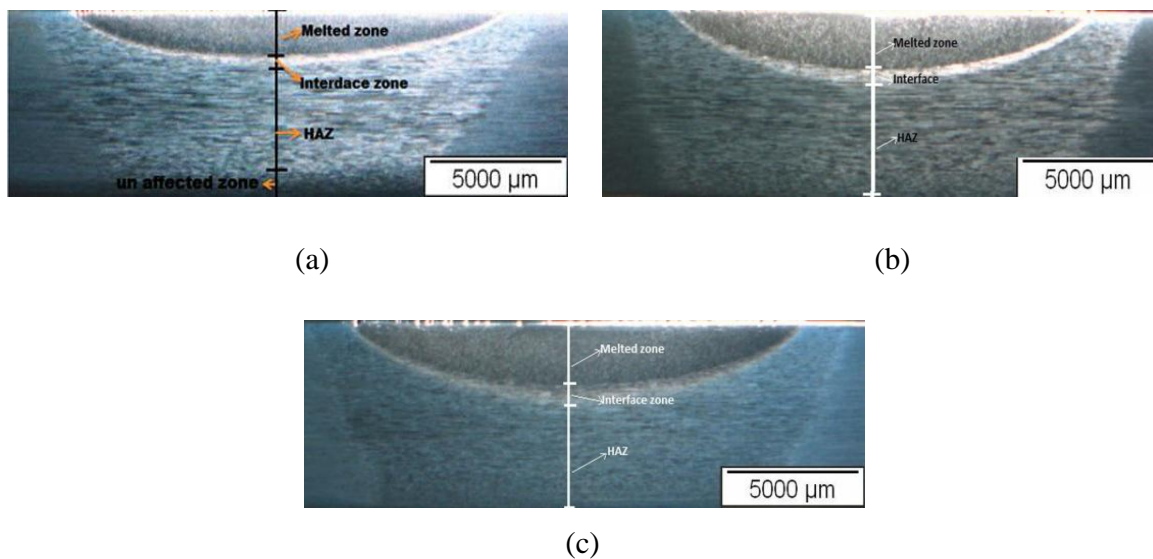 Melted zone
Interdace zone
HAZ
un affected zone
5000 µm
(a)
Melted zone
Interface
HAZ
5000 µm
(b)
Melted zone
Interface zone
HAZ
5000 µm
(c)